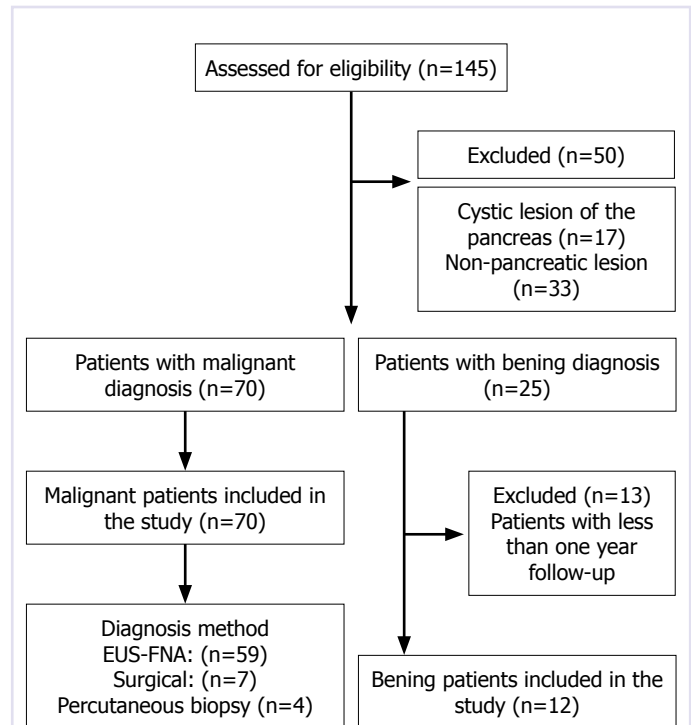 Assessed for eligibility (n=145)
Excluded (n=50)
Cystic lesion of the
pancreas (n=17)
Non-pancreatic lesion
(n=33)
Patients with malignant
diagnosis (n=70)
Patients with bening diagnosis
(n=25)
Malignant patients included in
the study (n=70)
Excluded (n=13)
Patients with less
than one year
follow-up
Diagnosis method
EUS-FNA: (n=59)
Surgical: (n=7)
Percutaneous biopsy (n=4)
Bening patients included in the
study (n=12)